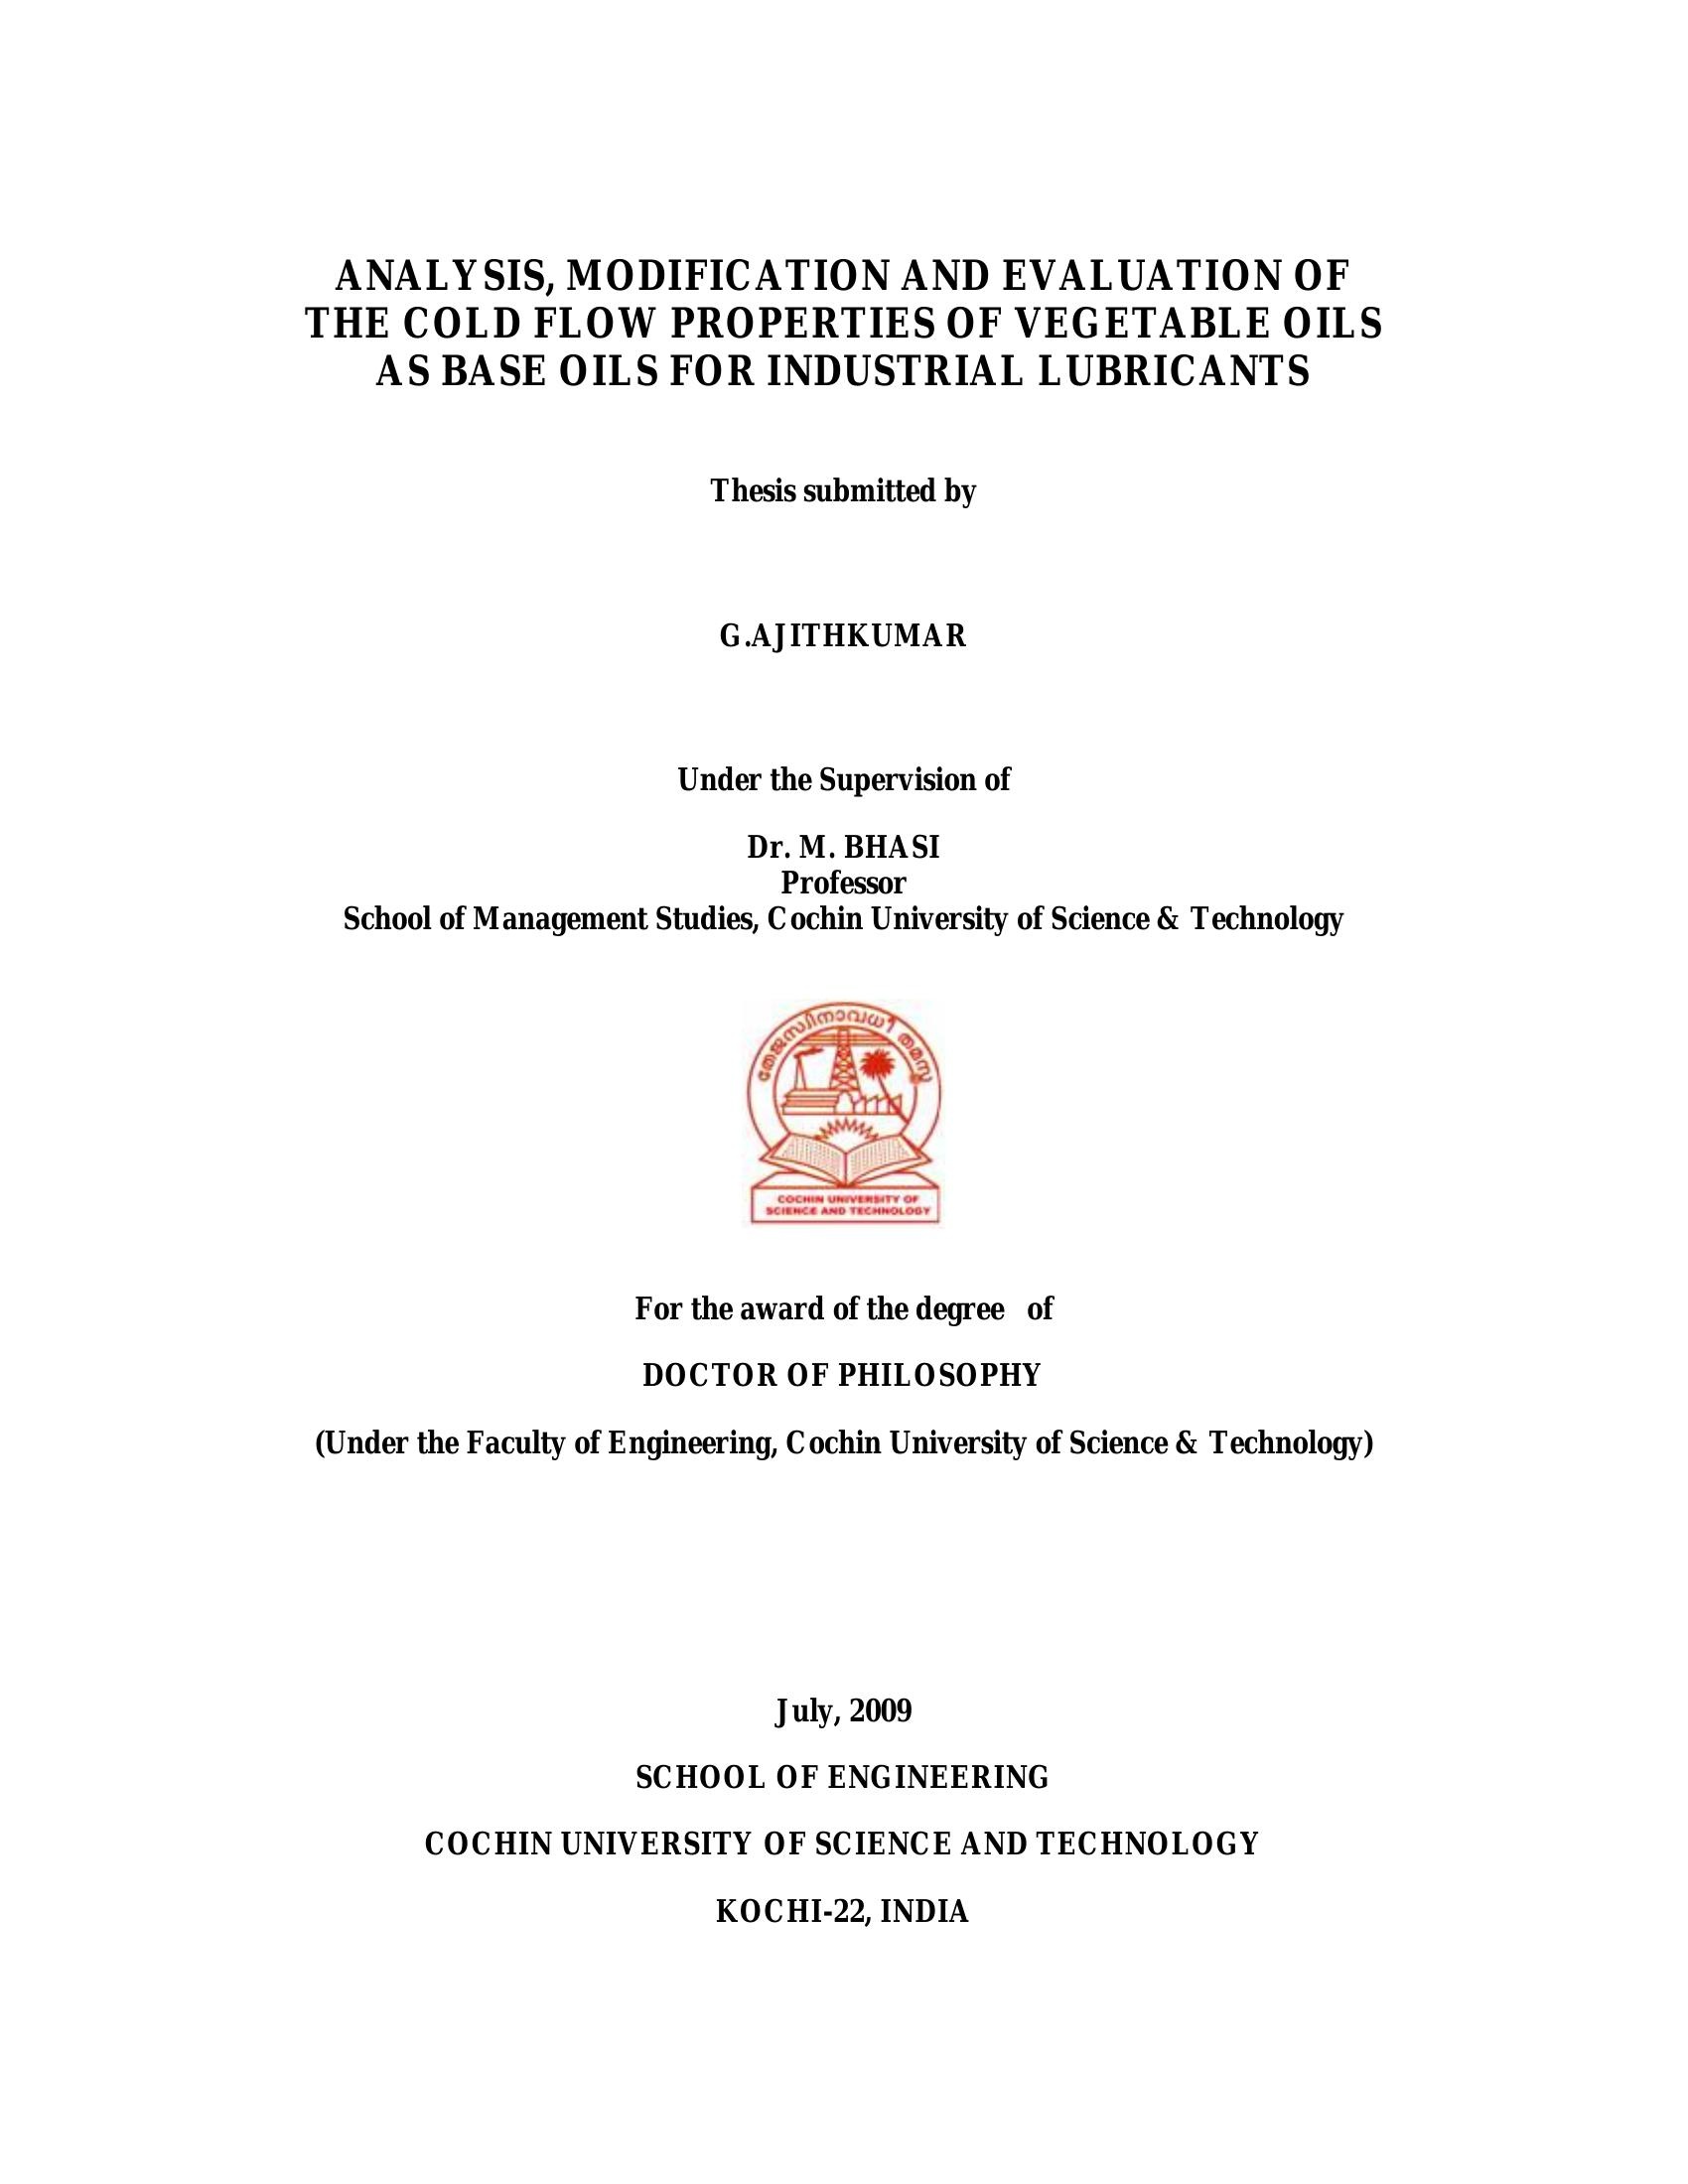 ANALYSIS, MODIFICATION AND EVALUATION OF
THE COLD FLOW PROPERTIES OF VEGETABLE OILS
AS BASE OILS FOR INDUSTRIAL LUBRICANTS
Thesis submitted by
G.AJITHKUMAR
Under the Supervision of
Dr. M. BHASI
Professor
School of Management Studies, Cochin University of Science & Technology
തേജസ്വിനാവധീതമസ്തു
COCHIN UNIVERSITY OF
SCIENCE AND TECHNOLOGY
For the award of the degree of
DOCTOR OF PHILOSOPHY
(Under the Faculty of Engineering, Cochin University of Science & Technology)
July, 2009
SCHOOL OF ENGINEERING
COCHIN UNIVERSITY OF SCIENCE AND TECHNOLOGY
KOCHI-22, INDIA